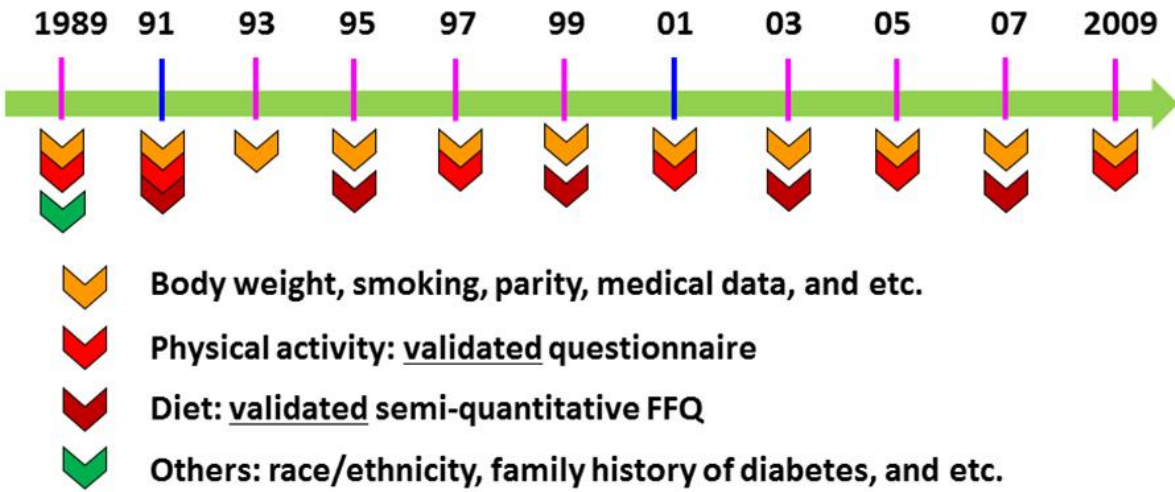 1989 91 93 95 97 99 01 03 05 07 2009
Body weight, smoking, parity, medical data, and etc.
Physical activity: validated questionnaire
Diet: validated semi-quantitative FFQ
Others: race/ethnicity, family history of diabetes, and etc.